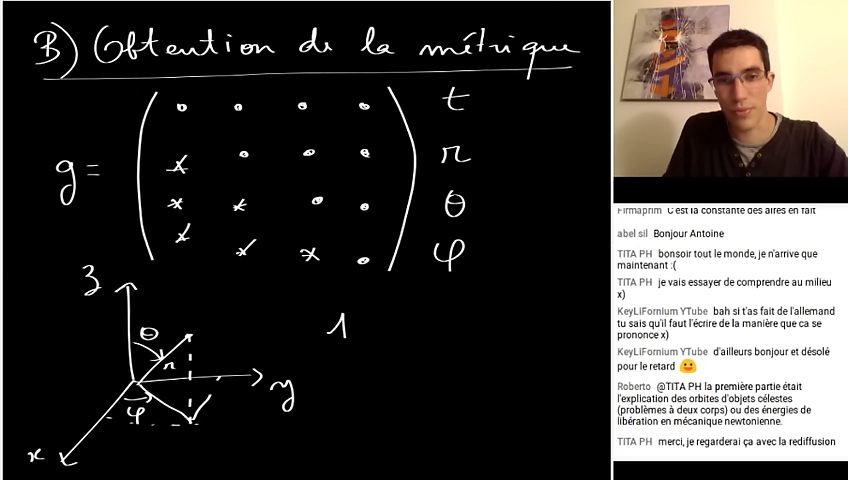 B) Obtention de la métrique
g =
t
r
θ
φ
z
θ
r
φ
y
x
1
Firmaprim C'est la constante des aires en fait
abel sil Bonjour Antoine
TITA PH bonsoir tout le monde, je n'arrive que
maintenant :(
TITA PH je vais essayer de comprendre au milieu
x)
KeyLiFornium YTube bah si t'as fait de l'allemand
tu sais qu'il faut l'écrire de la manière que ca se
prononce x)
KeyLiFornium YTube d'ailleurs bonjour et désolé
pour le retard 😀
Roberto @TITA PH la première partie était
l'explication des orbites d'objets célestes
(problèmes à deux corps) ou des énergies de
libération en mécanique newtonienne.
TITA PH merci, je regarderai ça avec la rediffusion